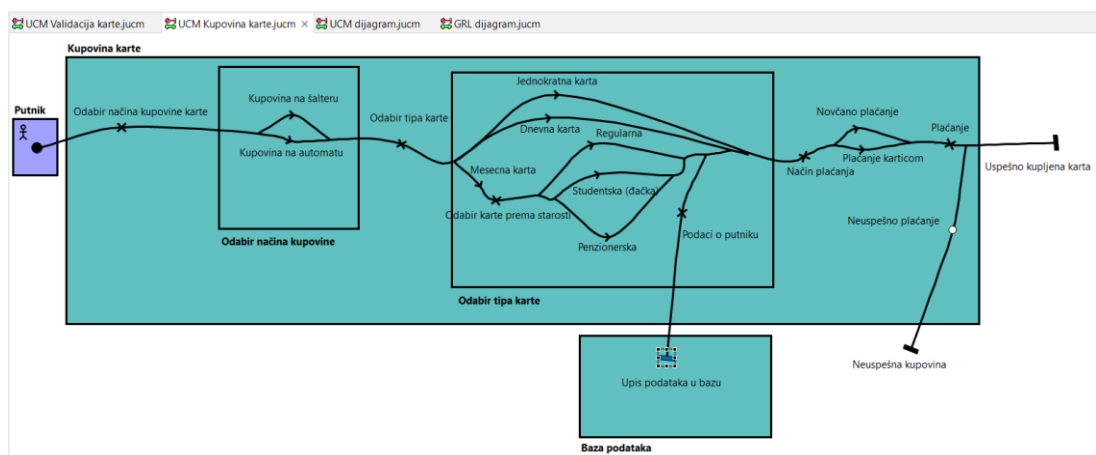 UCM Validacija karte.jucm
UCM Kupovina karte.jucm
UCM dijagram.jucm
GRL dijagram.jucm
Kupovina karte
Putnik
Odabir načina kupovine karte
Kupovina na šalteru
Kupovina na automatu
Odabir načina kupovine
Odabir tipa karte
Jednokratna karta
Dnevna karta
Regularna
Mesecna karta
Studentska (đačka)
Odabir karte prema starosti
Penzionerska
Podaci o putniku
Odabir tipa karte
Novčano plaćanje
Plaćanje
Plaćanje karticom
Način plaćanja
Uspešno kupljena karta
Neuspešno plaćanje
Neuspešna kupovina
Upis podataka u bazu
Baza podataka